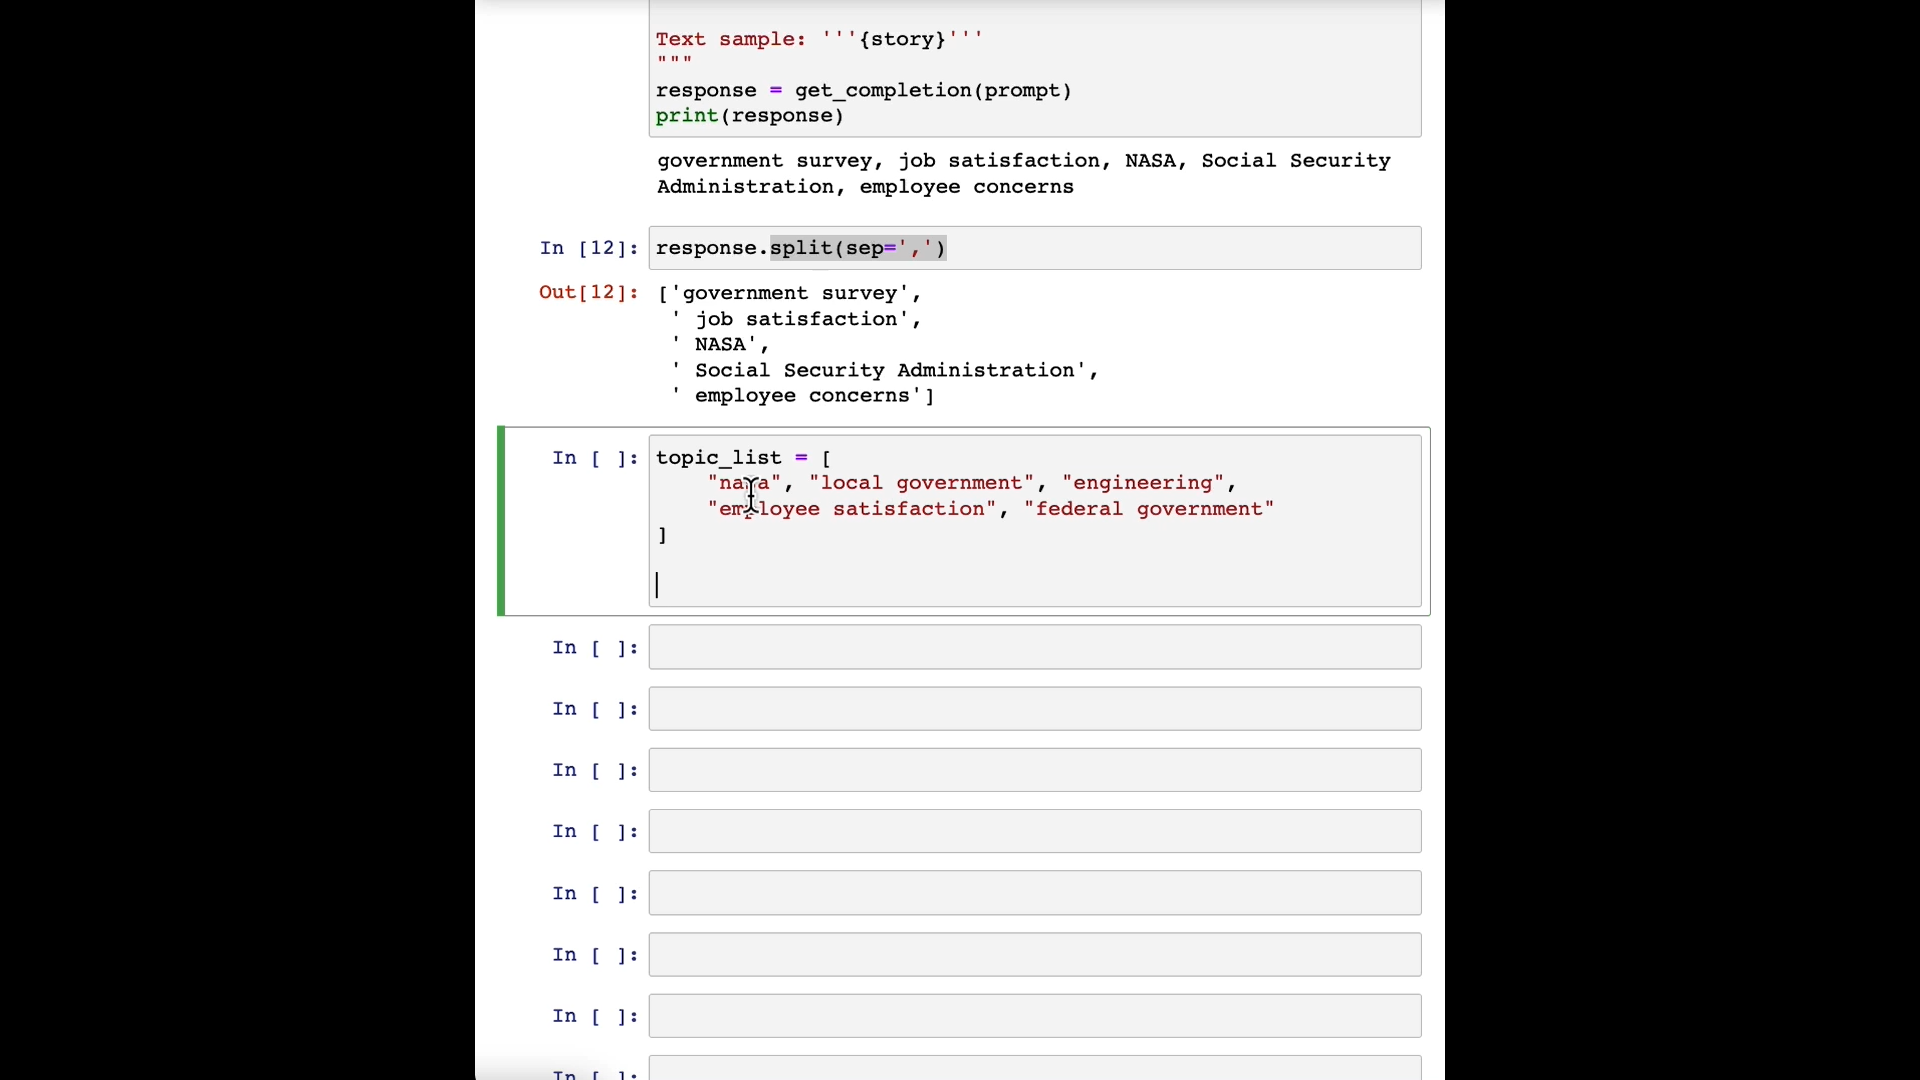 Text sample: '''{story}'''
"""
response = get_completion(prompt)
print(response)
government survey, job satisfaction, NASA, Social Security
Administration, employee concerns
In [12]: response.split(sep=',')
Out[12]: ['government survey',
' job satisfaction',
' NASA',
' Social Security Administration',
' employee concerns']
In [ ]: topic_list = [
"nasa", "local government", "engineering",
"employee satisfaction", "federal government"
]
In [ ]:
In [ ]:
In [ ]:
In [ ]:
In [ ]:
In [ ]:
In [ ]:
In [ ]: